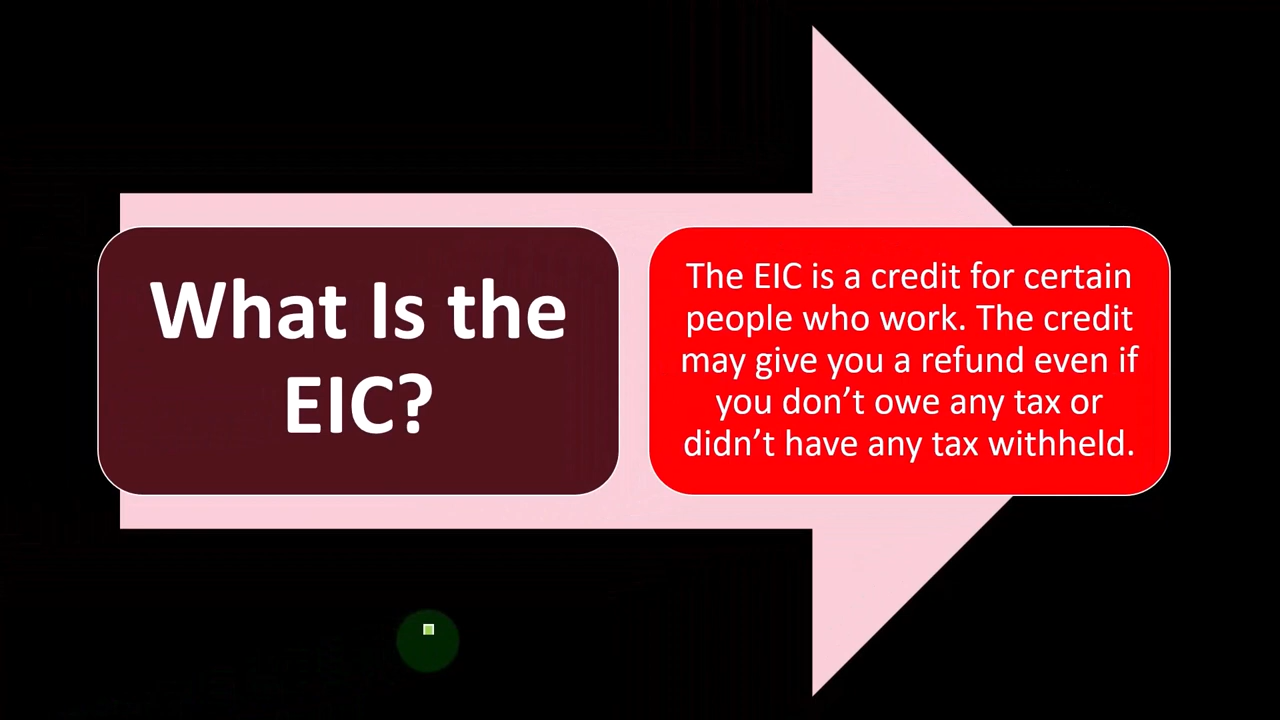 What Is the
EIC?
The EIC is a credit for certain
people who work. The credit
may give you a refund even if
you don’t owe any tax or
didn’t have any tax withheld.